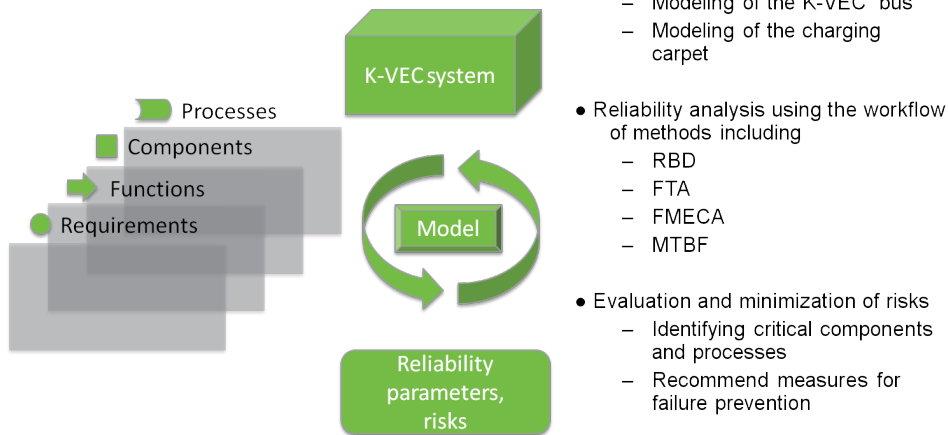 K-VEC system
Processes
Components
Functions
Requirements
Model
Reliability
parameters,
risks
– Modeling of the K-VEC bus
– Modeling of the charging
carpet
● Reliability analysis using the workflow
of methods including
– RBD
– FTA
– FMECA
– MTBF
● Evaluation and minimization of risks
– Identifying critical components
and processes
– Recommend measures for
failure prevention